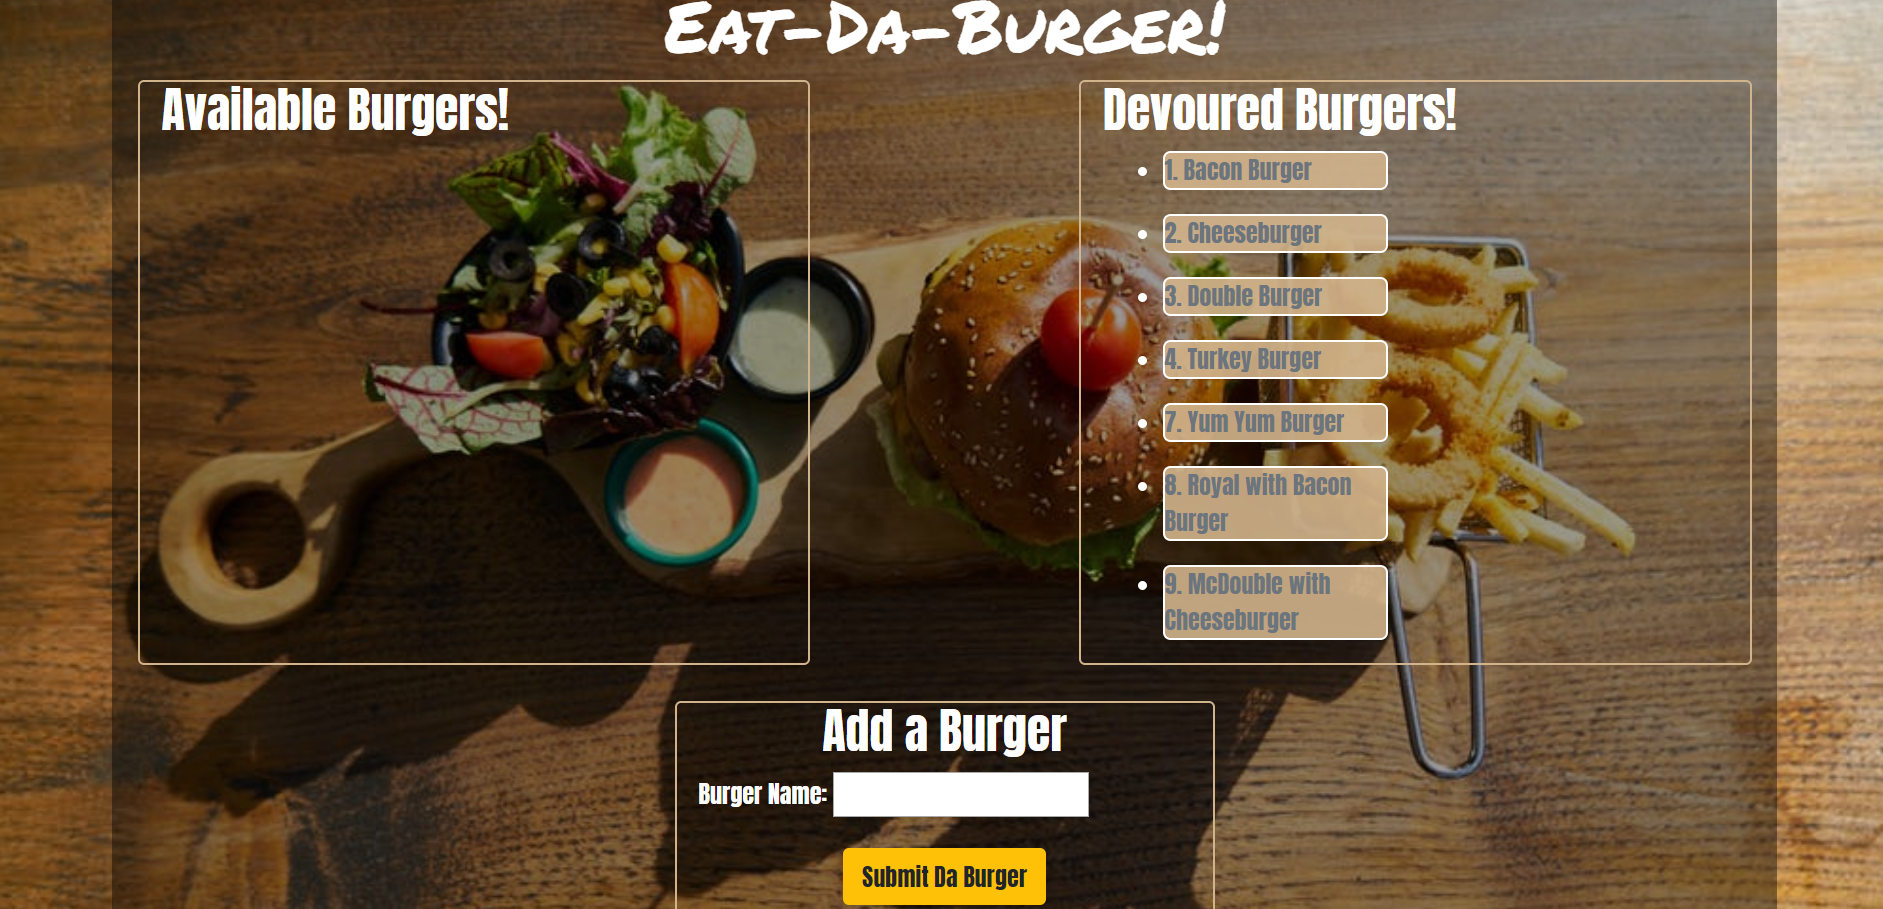 Eat-Da-Burger!
Available Burgers!
Devoured Burgers!
1. Bacon Burger
2. Cheeseburger
3. Double Burger
4. Turkey Burger
7. Yum Yum Burger
8. Royal with Bacon
Burger
9. McDouble with
Cheeseburger
Add a Burger
Burger Name:
Submit Da Burger